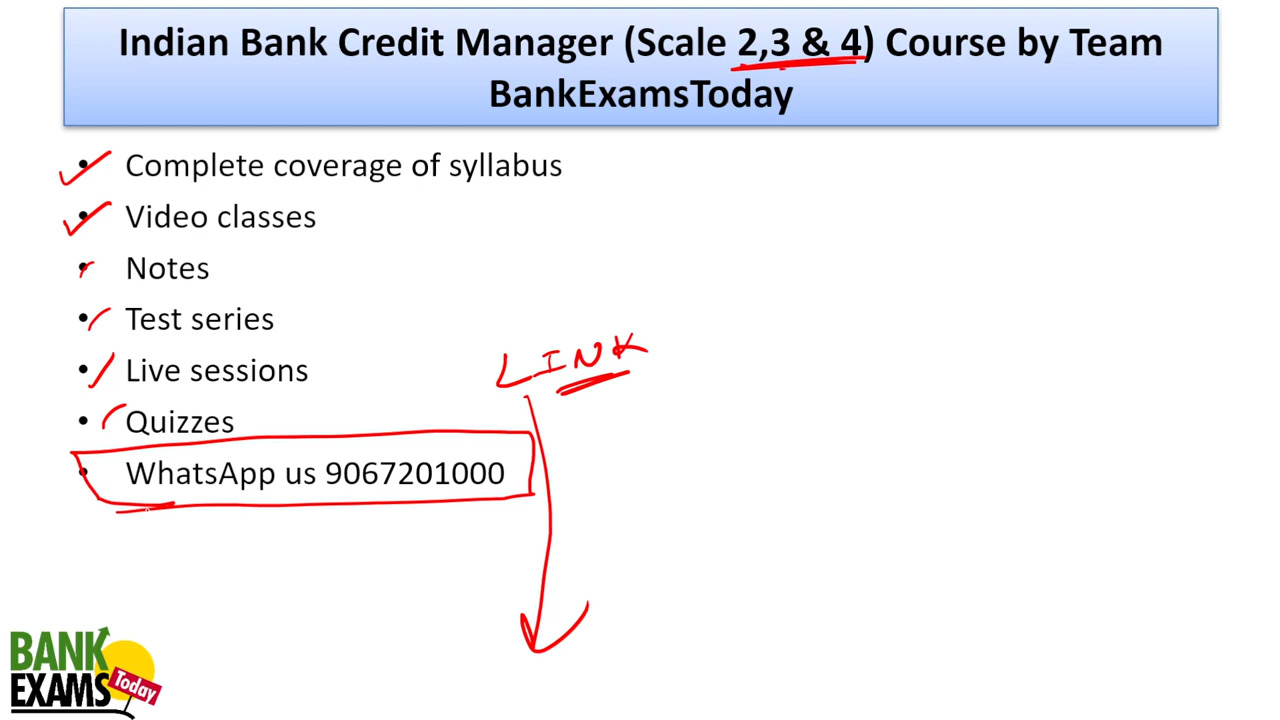 Indian Bank Credit Manager (Scale 2,3 & 4) Course by Team
BankExamsToday
• Complete coverage of syllabus
• Video classes
• Notes
• Test series
• Live sessions
• Quizzes
• WhatsApp us 9067201000
LINK
BANK
EXAMS
Today